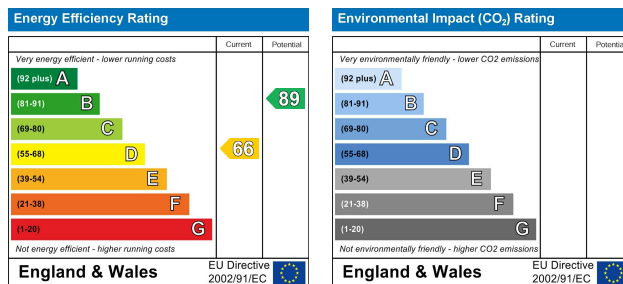 Energy Efficiency Rating
Current Potential
Very energy efficient - lower running costs
(92 plus) A
(81-91) B
89
(69-80) C
(55-68) D
66
(39-54) E
(21-38) F
(1-20) G
Not energy efficient - higher running costs
England & Wales
EU Directive
2002/91/EC
Environmental Impact (CO2) Rating
Current Potential
Very environmentally friendly - lower CO2 emissions
(92 plus) A
(81-91) B
(69-80) C
(55-68) D
(39-54) E
(21-38) F
(1-20) G
Not environmentally friendly - higher CO2 emissions
England & Wales
EU Directive
2002/91/EC